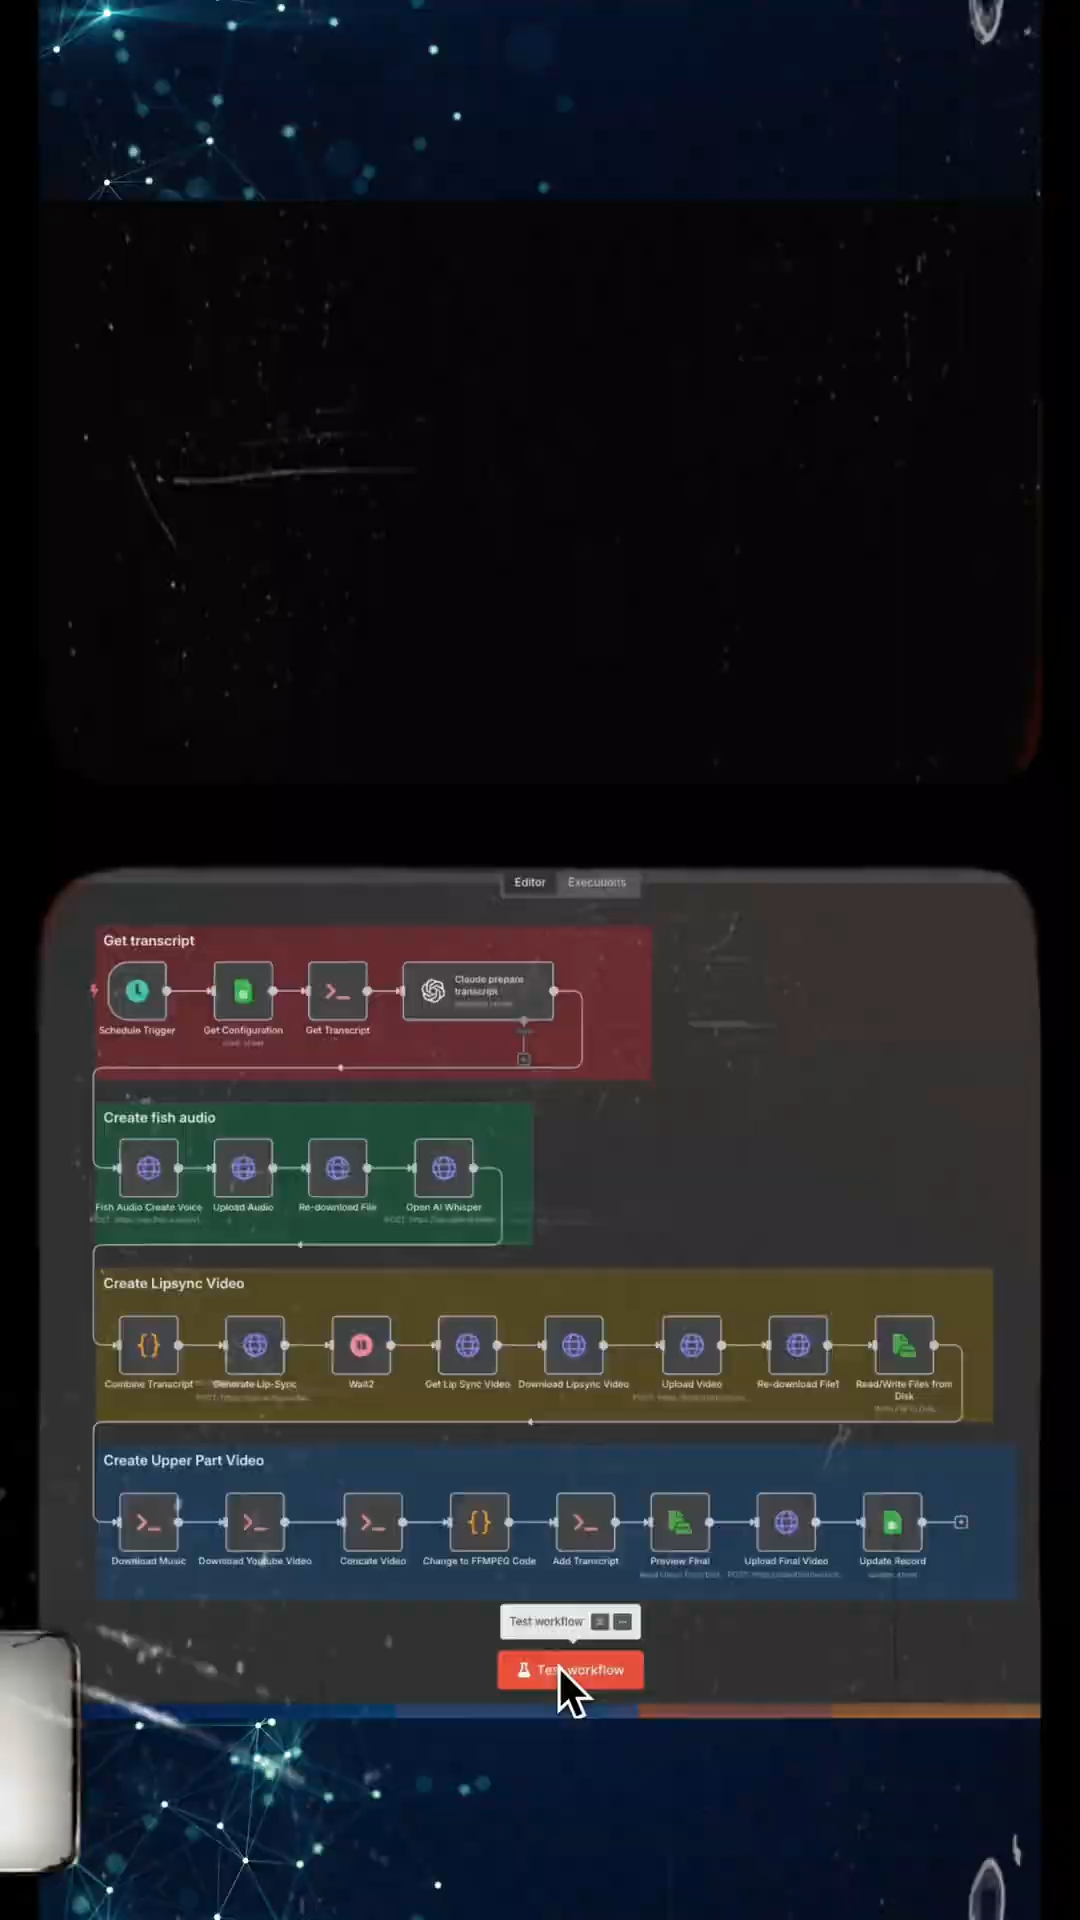 Editor Executions
Get transcript
Claude prepare
transcript
Schedule Trigger Get Configuration Get Transcript
Create fish audio
Fish Audio Create Voice Upload Audio Re-download File Open AI Whisper
Create Lipsync Video
Combine Transcript Generate Lip-Sync Wait2 Get Lip Sync Video Download Lipsync Video Upload Video Re-download File1 Read/Write Files from
Disk
Create Upper Part Video
Download Music Download Youtube Video Concate Video Change to FFMPEG Code Add Transcript Preview Final Upload Final Video Update Record
Test workflow
Test workflow